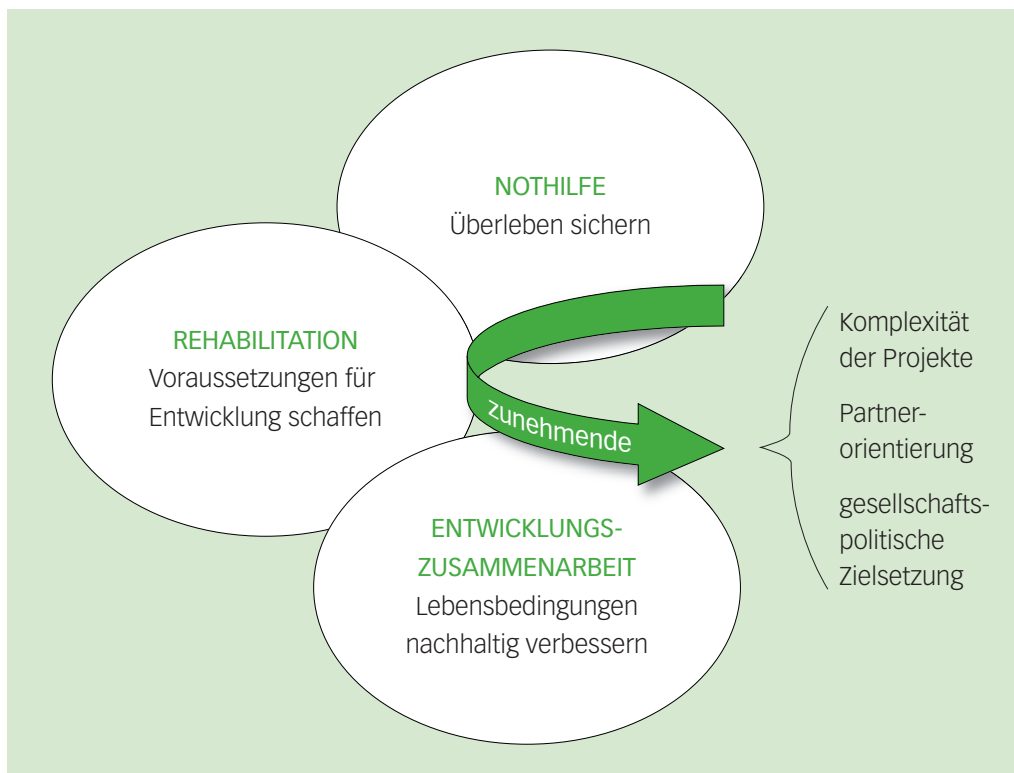 NOTHILFE
Überleben sichern
REHABILITATION
Voraussetzungen für
Entwicklung schaffen
zunehmende
ENTWICKLUNGS-
ZUSAMMENARBEIT
Lebensbedingungen
nachhaltig verbessern
Komplexität
der Projekte
Partner-
orientierung
gesellschafts-
politische
Zielsetzung